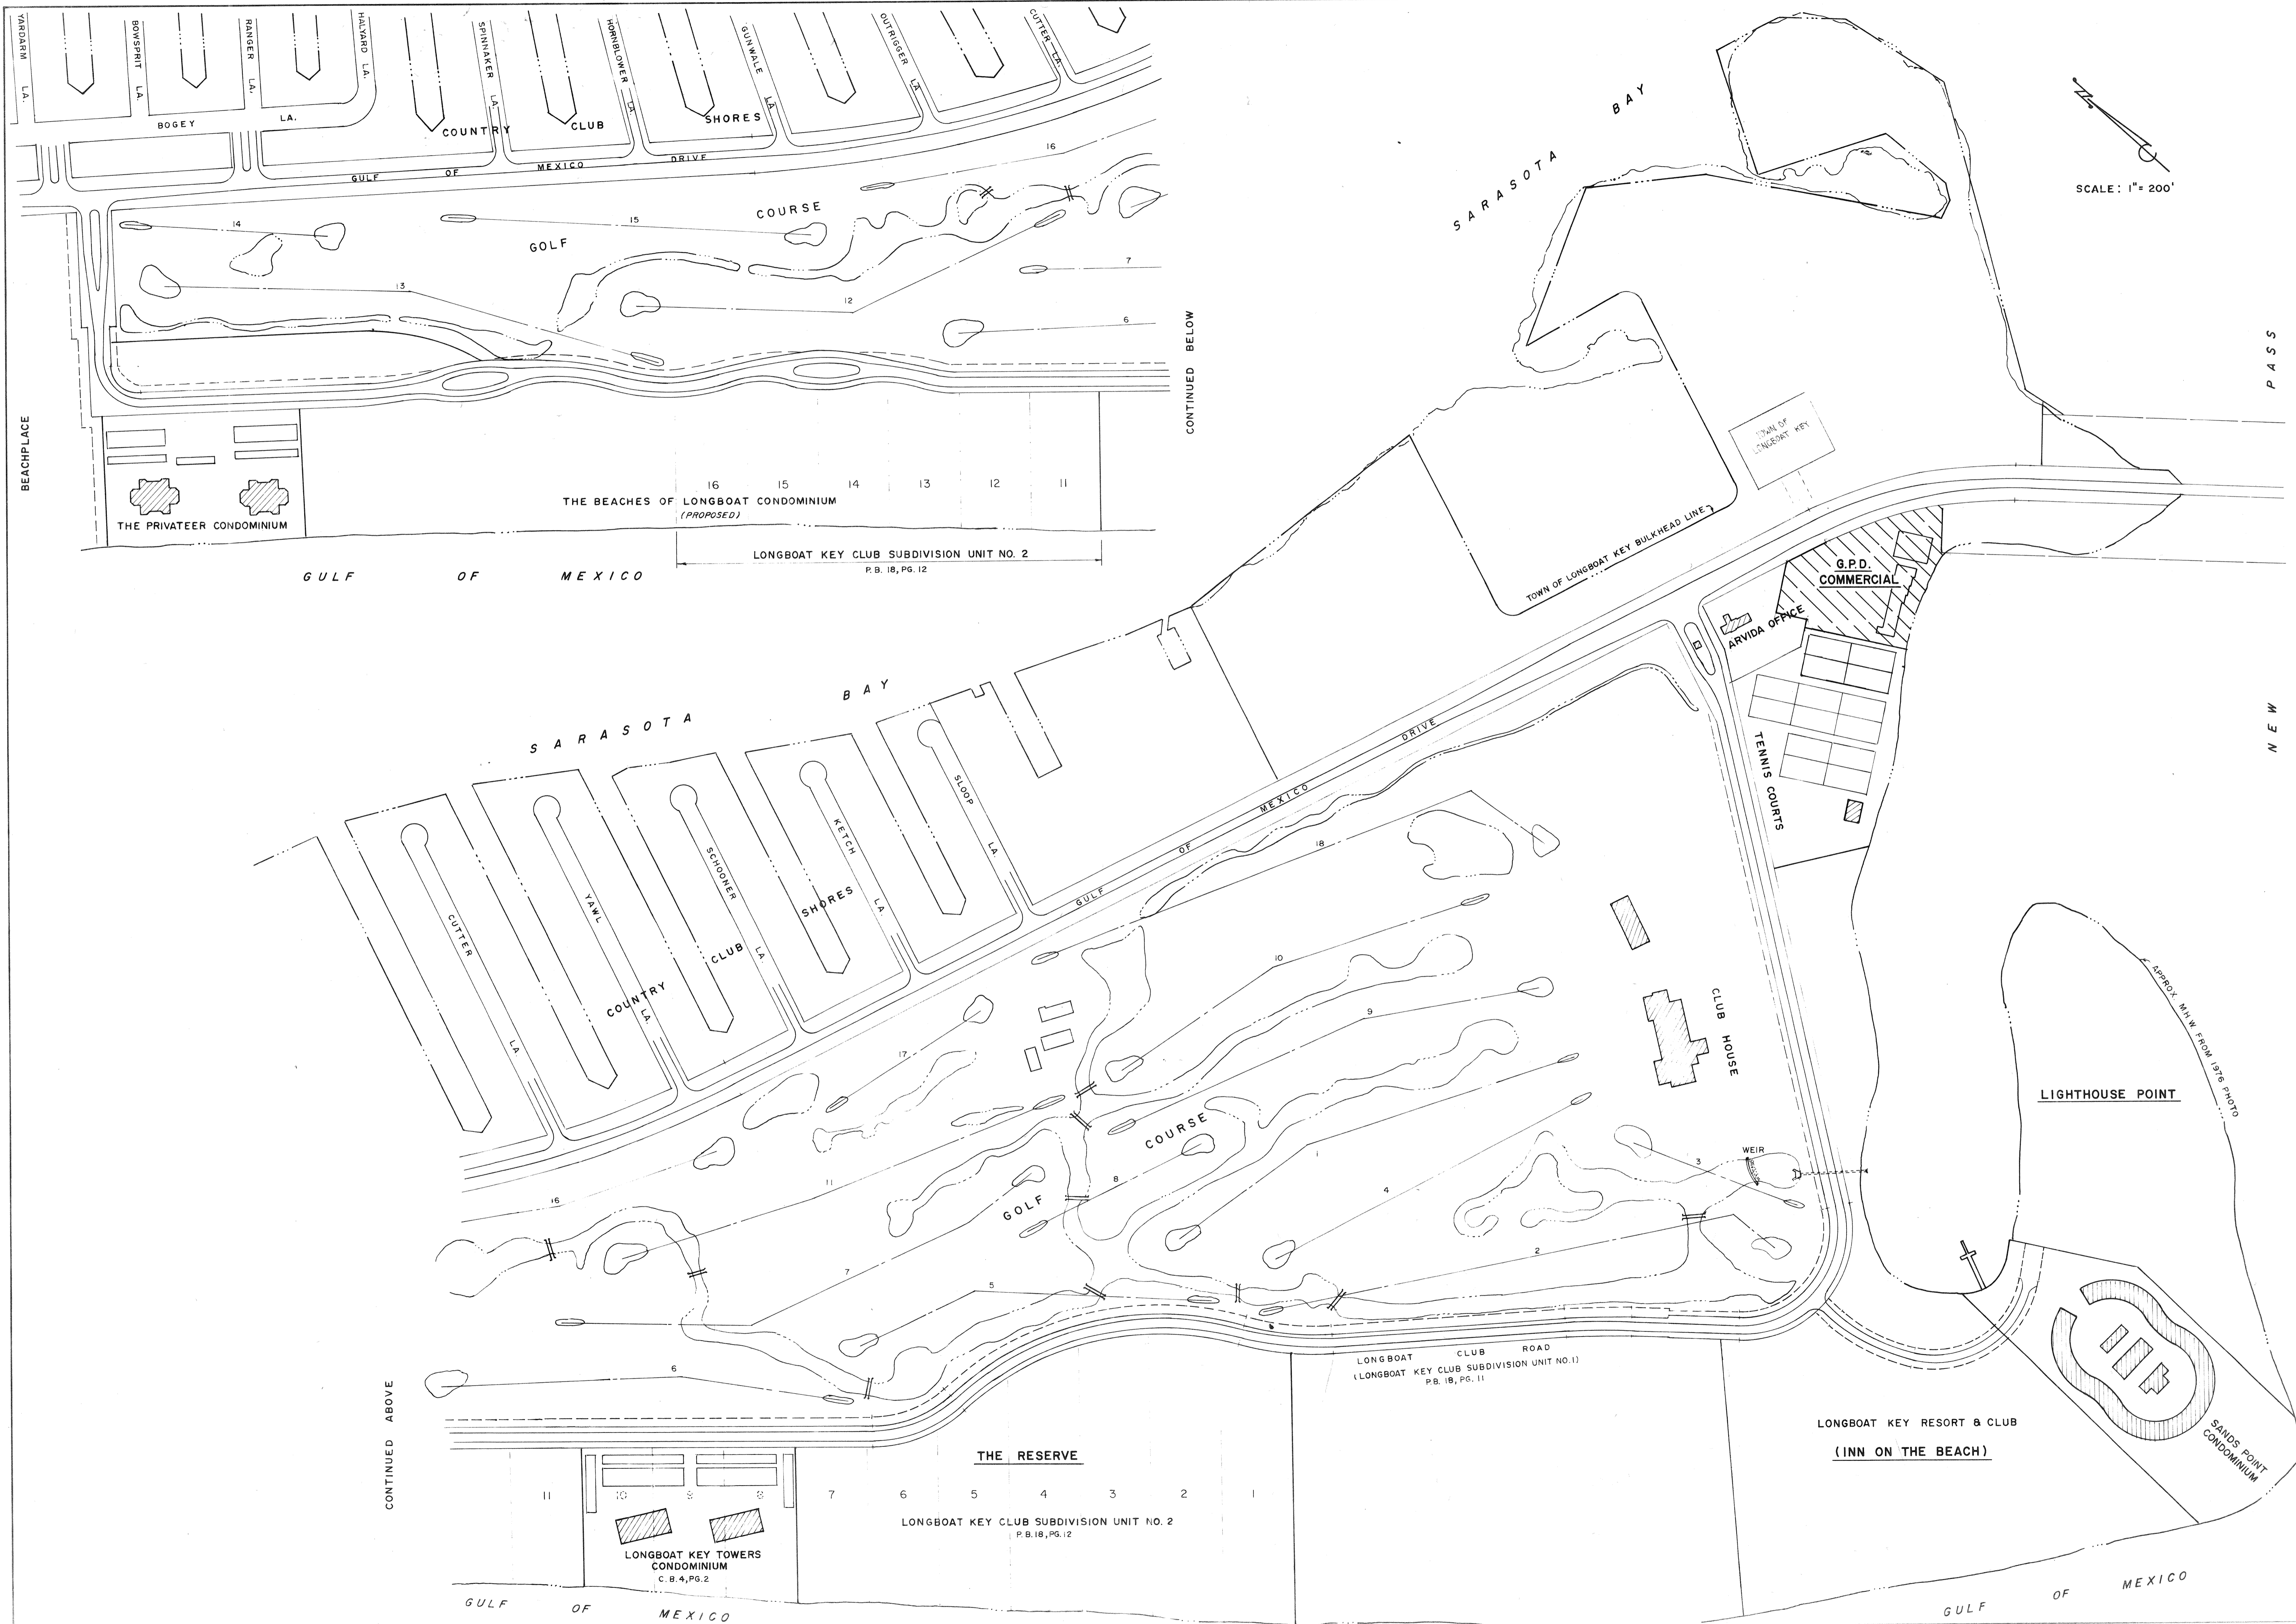 YARDARM LA.
BOWSPRIT LA.
RANGER LA.
HALYARD LA.
SPINNAKER LA.
HORNBLOWER LA.
GUNWALE LA.
OUTRIGGER LA
CUTTER LA.
BOGEY LA.
COUNTRY CLUB SHORES
GULF OF MEXICO DRIVE
16
14
15
COURSE
GOLF
13
12
7
6
BEACHPLACE
CONTINUED BELOW
16 15 14 13 12 11
THE BEACHES OF LONGBOAT CONDOMINIUM
(PROPOSED)
THE PRIVATEER CONDOMINIUM
LONGBOAT KEY CLUB SUBDIVISION UNIT NO. 2
P.B. 18, PG. 12
GULF OF MEXICO
SARASOTA BAY
N
SCALE: 1"= 200'
PASS
NEW
TOWN OF
LONGBOAT KEY
TOWN OF LONGBOAT KEY BULKHEAD LINE
G.P.D.
COMMERCIAL
ARVIDA OFFICE
TENNIS COURTS
SARASOTA BAY
CUTTER LA.
YAWL LA.
SCHOONER LA.
KETCH LA.
SLOOP LA.
COUNTRY CLUB SHORES
GULF OF MEXICO DRIVE
18
10
9
17
CLUB HOUSE
COURSE
GOLF
11
8
1
4
3
WEIR
16
2
7
5
6
APPROX. M.H.W. FROM 1976 PHOTO
LIGHTHOUSE POINT
LONGBOAT CLUB ROAD
(LONGBOAT KEY CLUB SUBDIVISION UNIT NO.1)
P.B. 18, PG. 11
CONTINUED ABOVE
LONGBOAT KEY RESORT & CLUB
(INN ON THE BEACH)
SANDS POINT
CONDOMINIUM
THE RESERVE
11 10 9 8 7 6 5 4 3 2 1
LONGBOAT KEY CLUB SUBDIVISION UNIT NO. 2
P.B.18, PG.12
LONGBOAT KEY TOWERS
CONDOMINIUM
C.B.4, PG.2
GULF OF MEXICO
GULF OF MEXICO